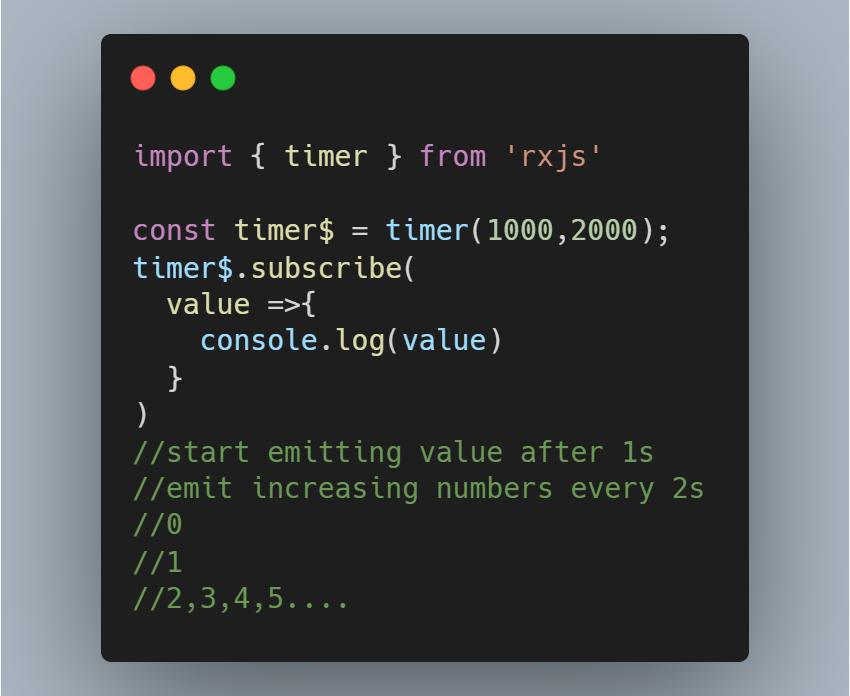 import { timer } from 'rxjs'

const timer$ = timer(1000,2000);
timer$.subscribe(
  value =>{
    console.log(value)
  }
)
//start emitting value after 1s
//emit increasing numbers every 2s
//0
//1
//2,3,4,5....